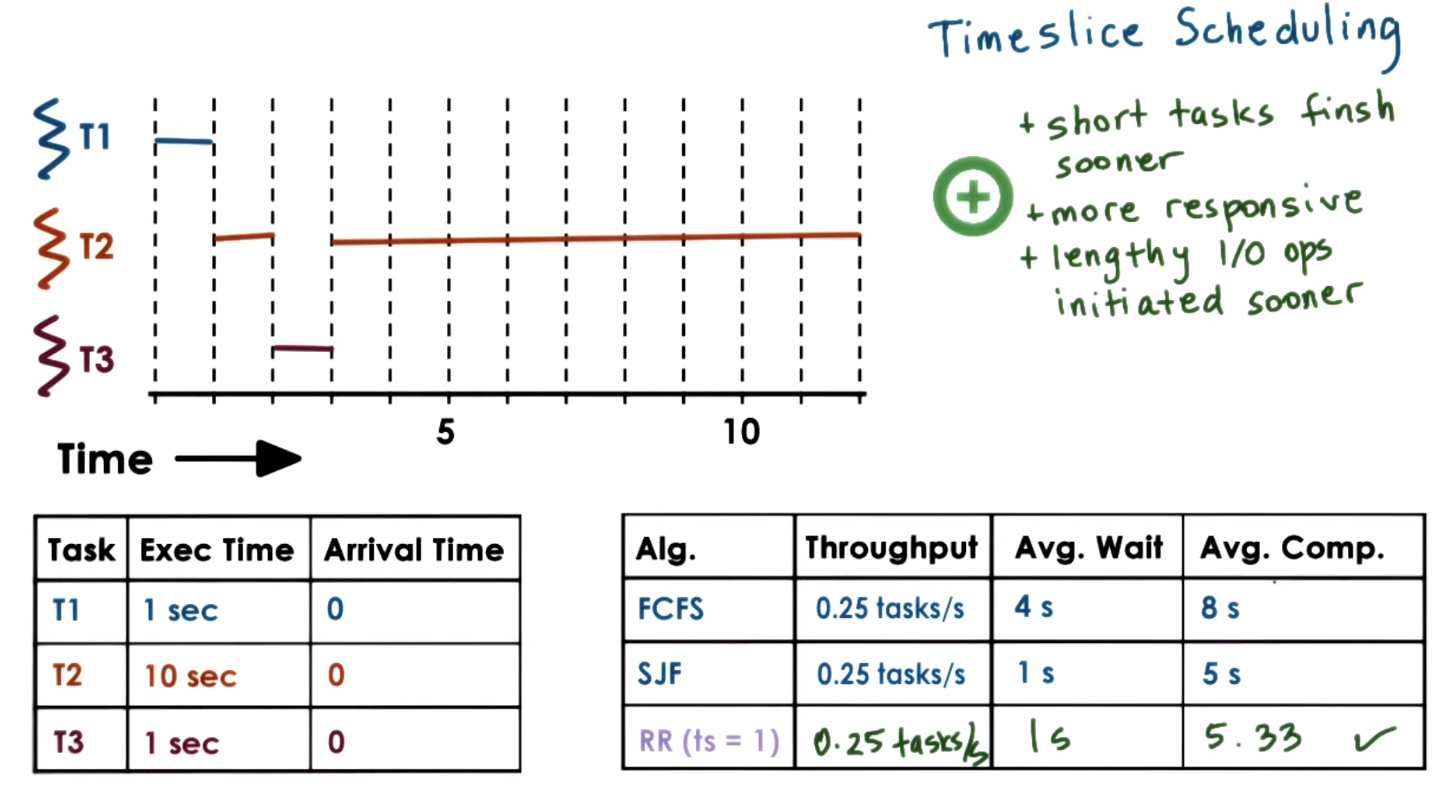 Timeslice Scheduling
+ short tasks finsh
sooner
+ more responsive
+ lengthy I/O ops
initiated sooner
T1
T2
T3
5 10
Time
Task Exec Time Arrival Time
T1 1 sec 0
T2 10 sec 0
T3 1 sec 0
Alg. Throughput Avg. Wait Avg. Comp.
FCFS 0.25 tasks/s 4 s 8 s
SJF 0.25 tasks/s 1 s 5 s
RR (ts = 1) 0.25 tasks/s 1s 5.33 ✓